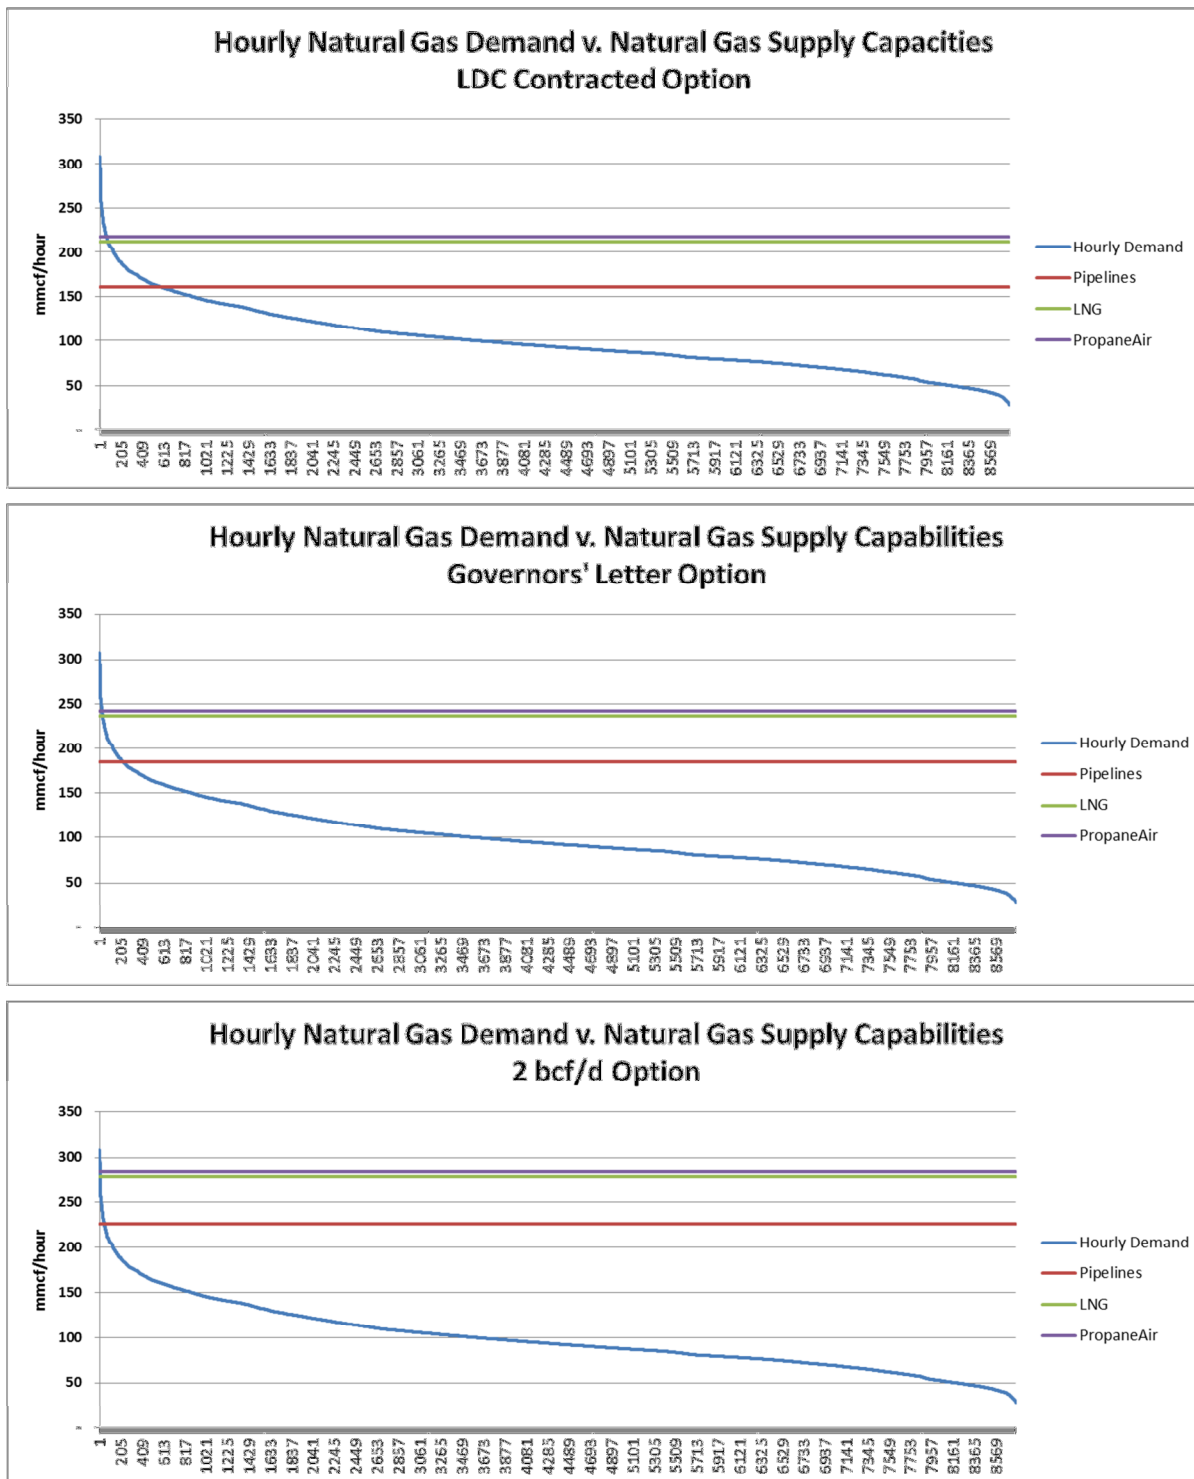 Hourly Natural Gas Demand v. Natural Gas Supply Capacities
LDC Contracted Option
350
300
250
200
150
100
50
-
mmcf/hour
1 205 409 613 817 1021 1225 1429 1633 1837 2041 2245 2449 2653 2857 3061 3265 3469 3673 3877 4081 4285 4489 4693 4897 5101 5305 5509 5713 5917 6121 6325 6529 6733 6937 7141 7345 7549 7753 7957 8161 8365 8569
Hourly Demand
Pipelines
LNG
PropaneAir
Hourly Natural Gas Demand v. Natural Gas Supply Capabilities
Governors' Letter Option
350
300
250
200
150
100
50
-
mmcf/hour
1 205 409 613 817 1021 1225 1429 1633 1837 2041 2245 2449 2653 2857 3061 3265 3469 3673 3877 4081 4285 4489 4693 4897 5101 5305 5509 5713 5917 6121 6325 6529 6733 6937 7141 7345 7549 7753 7957 8161 8365 8569
Hourly Demand
Pipelines
LNG
PropaneAir
Hourly Natural Gas Demand v. Natural Gas Supply Capabilities
2 bcf/d Option
350
300
250
200
150
100
50
-
mmcf/hour
1 205 409 613 817 1021 1225 1429 1633 1837 2041 2245 2449 2653 2857 3061 3265 3469 3673 3877 4081 4285 4489 4693 4897 5101 5305 5509 5713 5917 6121 6325 6529 6733 6937 7141 7345 7549 7753 7957 8161 8365 8569
Hourly Demand
Pipelines
LNG
PropaneAir